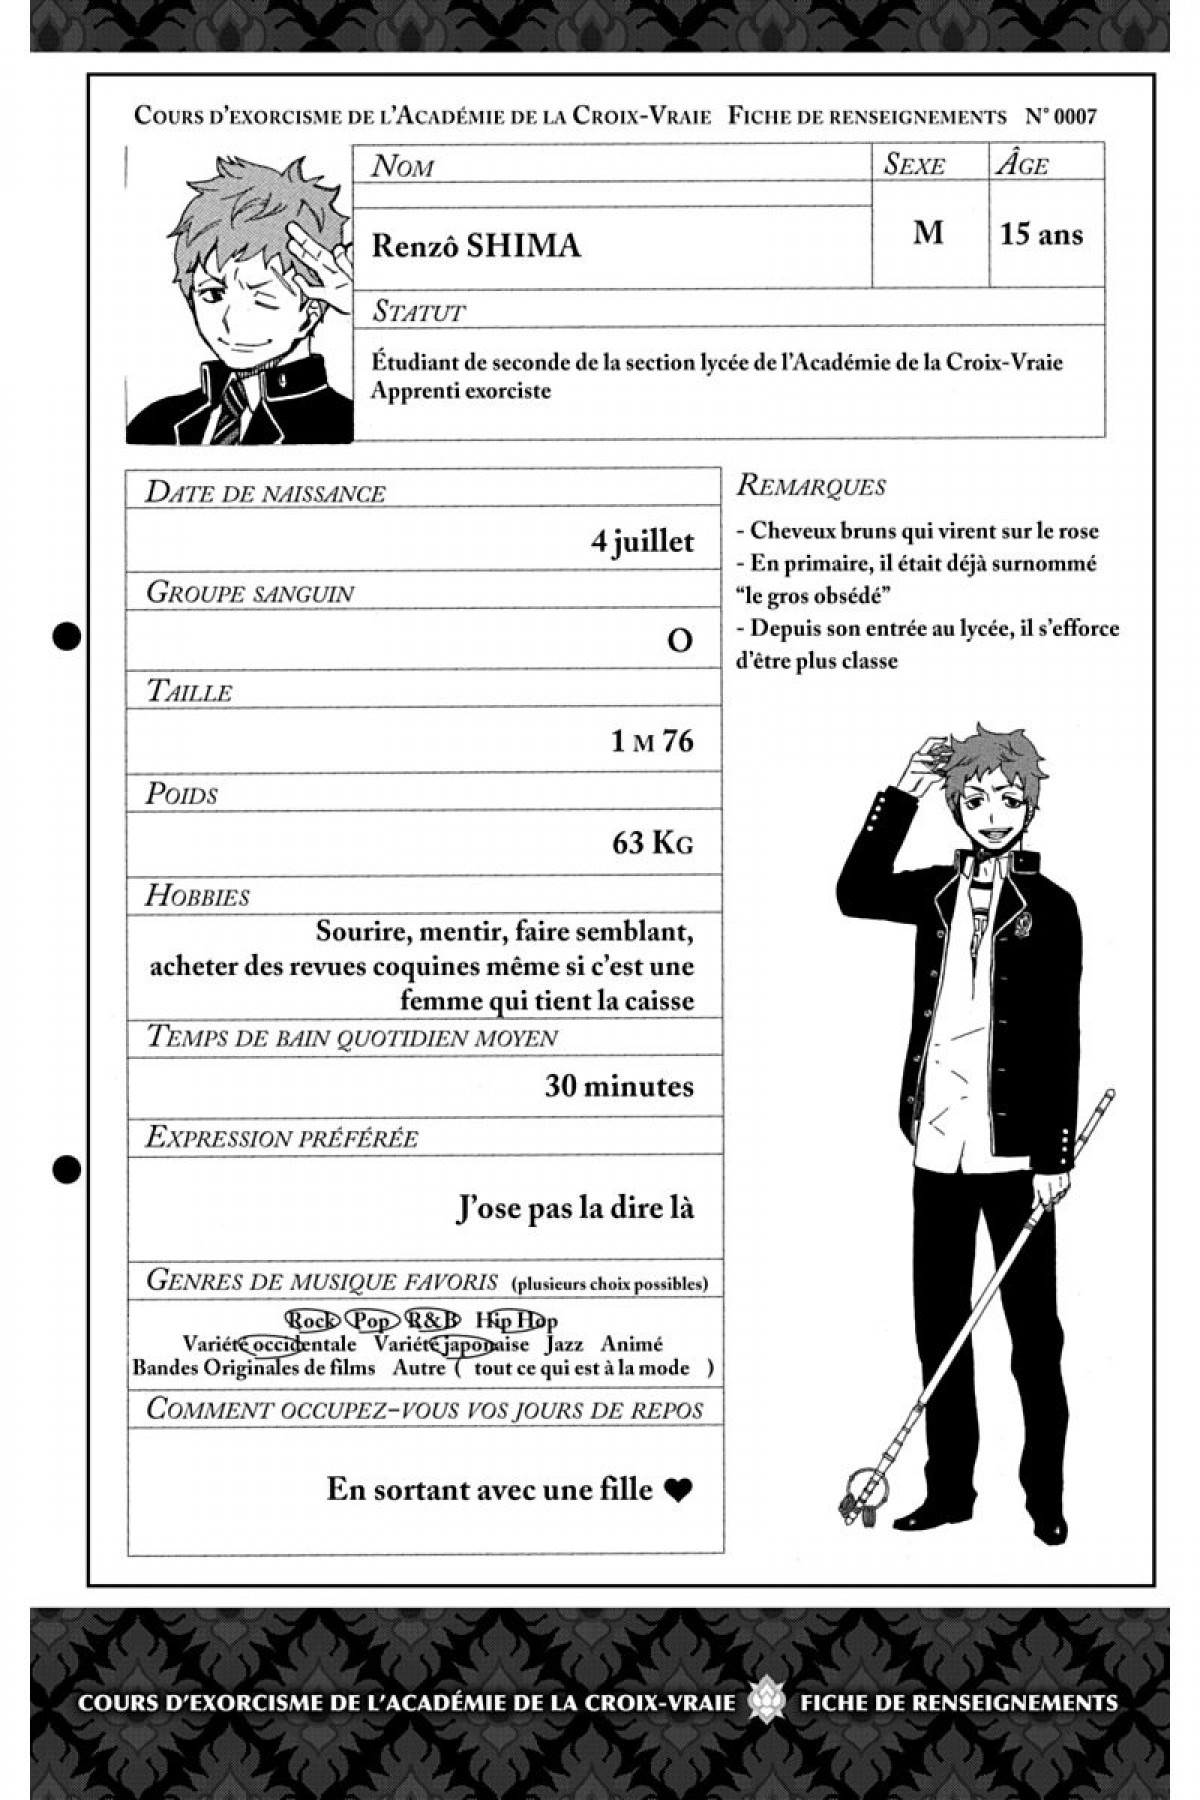 COURS D'EXORCISME DE L'ACADÉMIE DE LA CROIX-VRAIE FICHE DE RENSEIGNEMENTS N° 0007
NOM
SEXE
ÂGE
Renzô SHIMA
M
15 ans
STATUT
Étudiant de seconde de la section lycée de l'Académie de la Croix-Vraie
Apprenti exorciste
DATE DE NAISSANCE
4 juillet
GROUPE SANGUIN
O
TAILLE
1 M 76
POIDS
63 KG
HOBBIES
Sourire, mentir, faire semblant,
acheter des revues coquines même si c'est une
femme qui tient la caisse
TEMPS DE BAIN QUOTIDIEN MOYEN
30 minutes
EXPRESSION PRÉFÉRÉE
J'ose pas la dire là
GENRES DE MUSIQUE FAVORIS (plusieurs choix possibles)
Rock Pop R&B Hip Hop
Variété occidentale Variété japonaise Jazz Animé
Bandes Originales de films Autre ( tout ce qui est à la mode )
COMMENT OCCUPEZ-VOUS VOS JOURS DE REPOS
En sortant avec une fille ♥
REMARQUES
- Cheveux bruns qui virent sur le rose
- En primaire, il était déjà surnommé
"le gros obsédé"
- Depuis son entrée au lycée, il s'efforce
d'être plus classe
COURS D'EXORCISME DE L'ACADÉMIE DE LA CROIX-VRAIE FICHE DE RENSEIGNEMENTS